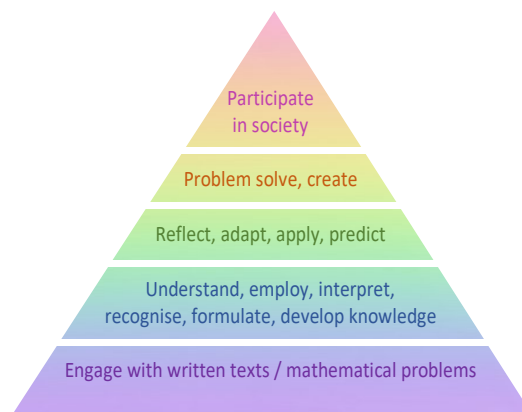 Participate
in society
Problem solve, create
Reflect, adapt, apply, predict
Understand, employ, interpret,
recognise, formulate, develop knowledge
Engage with written texts / mathematical problems